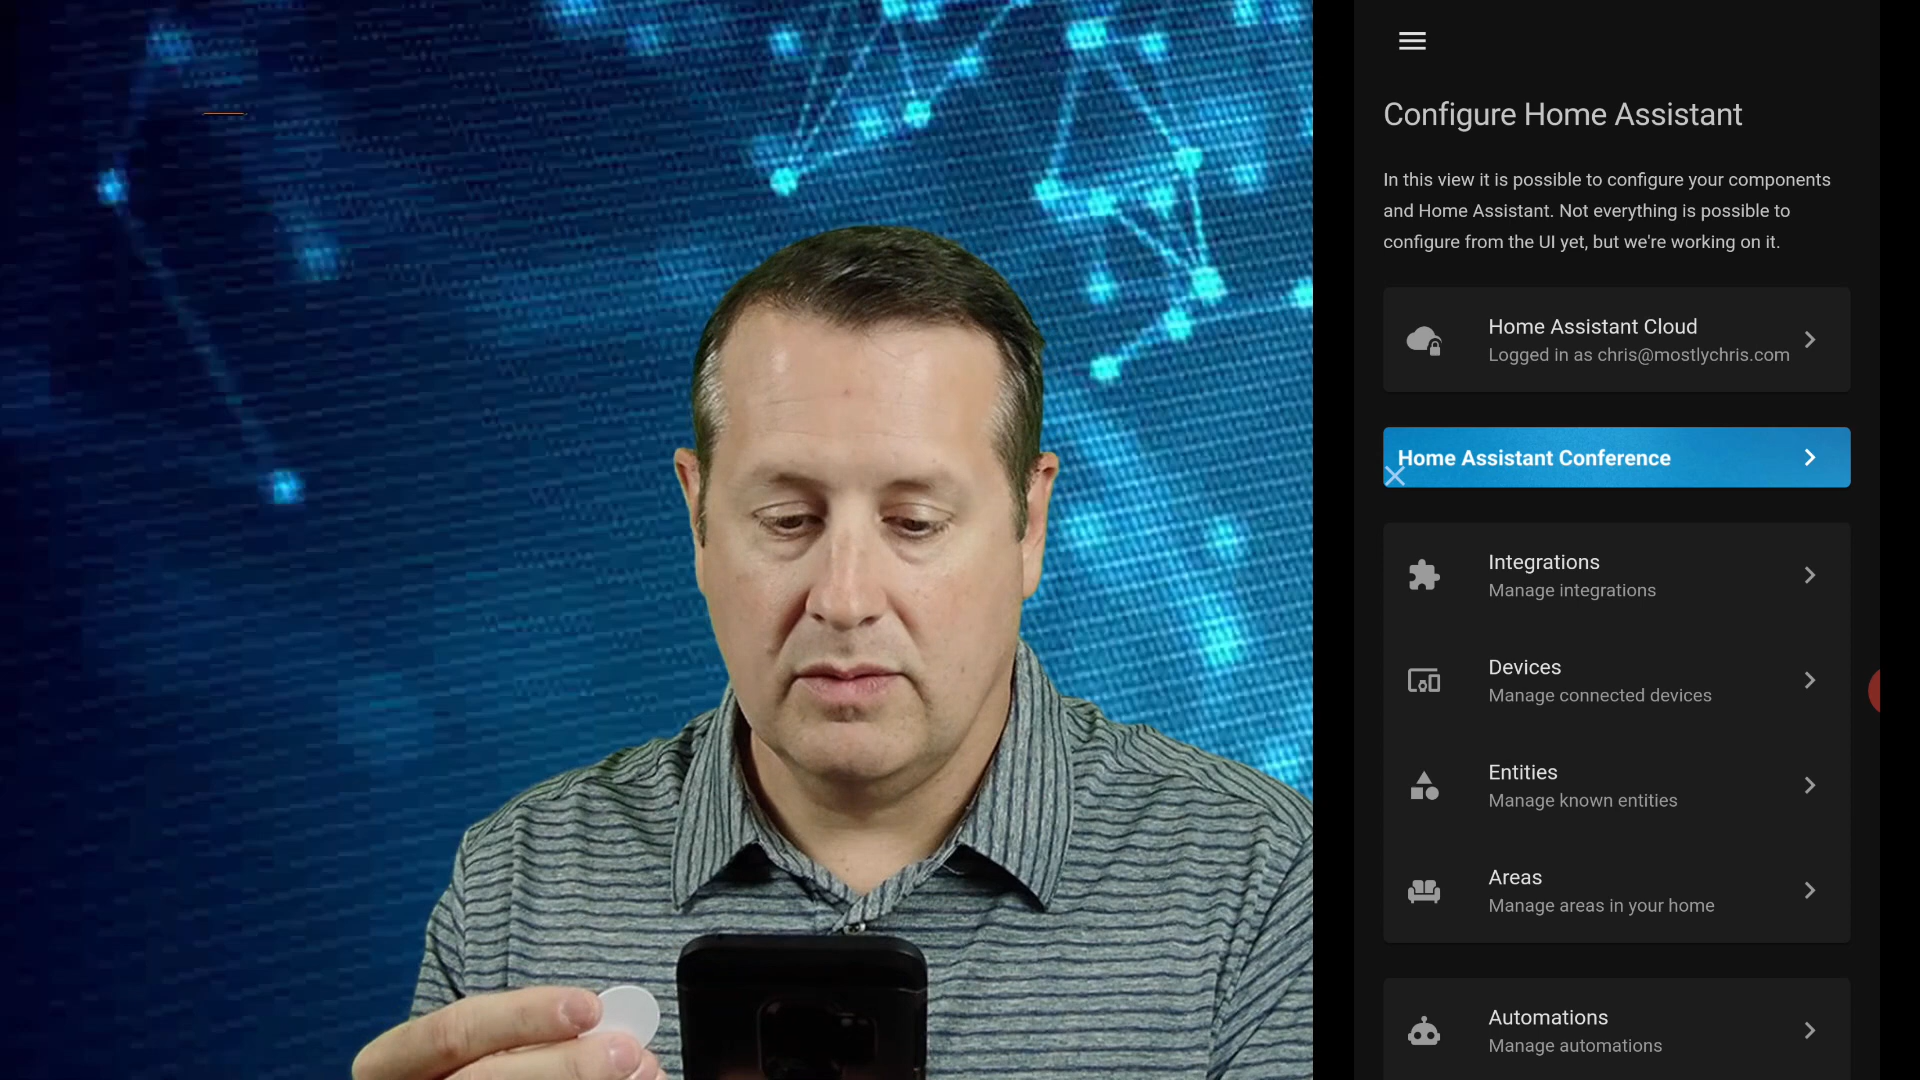 Configure Home Assistant
In this view it is possible to configure your components
and Home Assistant. Not everything is possible to
configure from the UI yet, but we're working on it.
Home Assistant Cloud
Logged in as chris@mostlychris.com
Home Assistant Conference
Integrations
Manage integrations
Devices
Manage connected devices
Entities
Manage known entities
Areas
Manage areas in your home
Automations
Manage automations